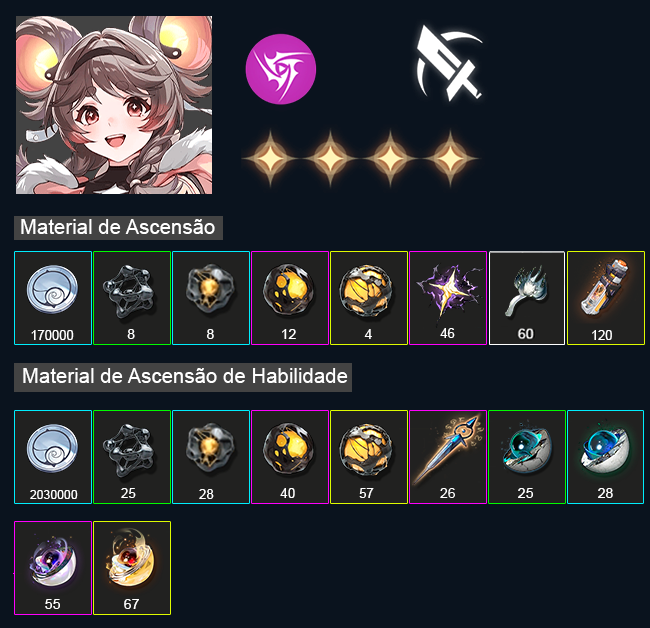 Material de Ascensão
170000 8 8 12 4 46 60 120
Material de Ascensão de Habilidade
2030000 25 28 40 57 26 25 28
55 67